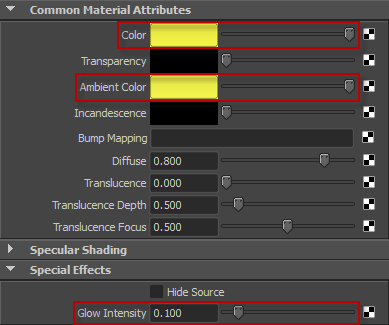 Common Material Attributes
Color
Transparency
Ambient Color
Incandescence
Bump Mapping
Diffuse 0.800
Translucence 0.000
Translucence Depth 0.500
Translucence Focus 0.500
Specular Shading
Special Effects
Hide Source
Glow Intensity 0.100